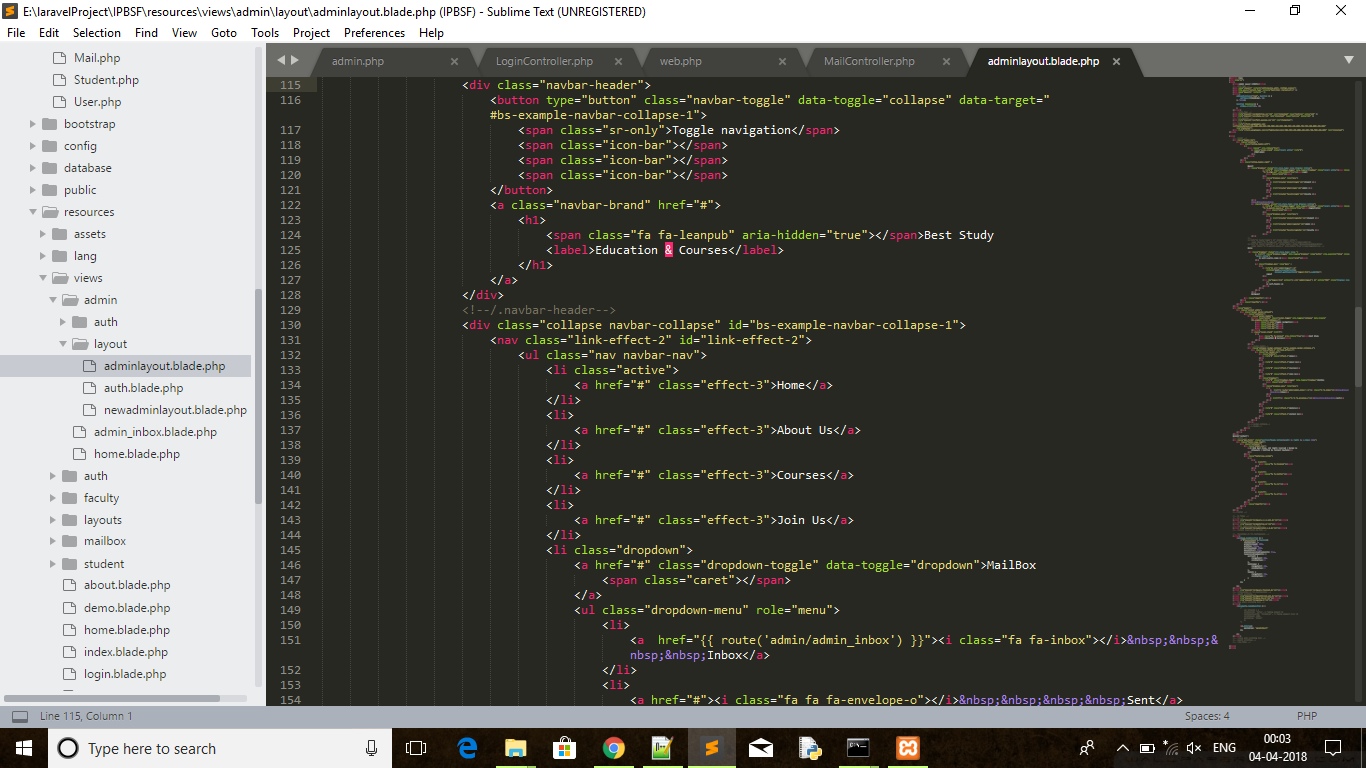 E:\laravelProject\IPBSF\resources\views\admin\layout\adminlayout.blade.php (IPBSF) - Sublime Text (UNREGISTERED)
File Edit Selection Find View Goto Tools Project Preferences Help
Mail.php
Student.php
User.php
bootstrap
config
database
public
resources
assets
lang
views
admin
auth
layout
adminlayout.blade.php
auth.blade.php
newadminlayout.blade.php
admin_inbox.blade.php
home.blade.php
auth
faculty
layouts
mailbox
student
about.blade.php
demo.blade.php
home.blade.php
index.blade.php
login.blade.php
admin.php LoginController.php web.php MailController.php adminlayout.blade.php
115 <div class="navbar-header">
116 <button type="button" class="navbar-toggle" data-toggle="collapse" data-target="
#bs-example-navbar-collapse-1">
117 <span class="sr-only">Toggle navigation</span>
118 <span class="icon-bar"></span>
119 <span class="icon-bar"></span>
120 <span class="icon-bar"></span>
121 </button>
122 <a class="navbar-brand" href="#">
123 <h1>
124 <span class="fa fa-leanpub" aria-hidden="true"></span>Best Study
125 <label>Education & Courses</label>
126 </h1>
127 </a>
128 </div>
129 <!--/.navbar-header-->
130 <div class="collapse navbar-collapse" id="bs-example-navbar-collapse-1">
131 <nav class="link-effect-2" id="link-effect-2">
132 <ul class="nav navbar-nav">
133 <li class="active">
134 <a href="#" class="effect-3">Home</a>
135 </li>
136 <li>
137 <a href="#" class="effect-3">About Us</a>
138 </li>
139 <li>
140 <a href="#" class="effect-3">Courses</a>
141 </li>
142 <li>
143 <a href="#" class="effect-3">Join Us</a>
144 </li>
145 <li class="dropdown">
146 <a href="#" class="dropdown-toggle" data-toggle="dropdown">MailBox
147 <span class="caret"></span>
148 </a>
149 <ul class="dropdown-menu" role="menu">
150 <li>
151 <a  href="{{ route('admin/admin_inbox') }}"><i class="fa fa-inbox"></i>&nbsp;&nbsp;&
nbsp;&nbsp;Inbox</a>
152 </li>
153 <li>
154 <a href="#"><i class="fa fa fa-envelope-o"></i>&nbsp;&nbsp;&nbsp;&nbsp;Sent</a>
Line 115, Column 1 Spaces: 4 PHP
Type here to search
ENG
00:03
04-04-2018